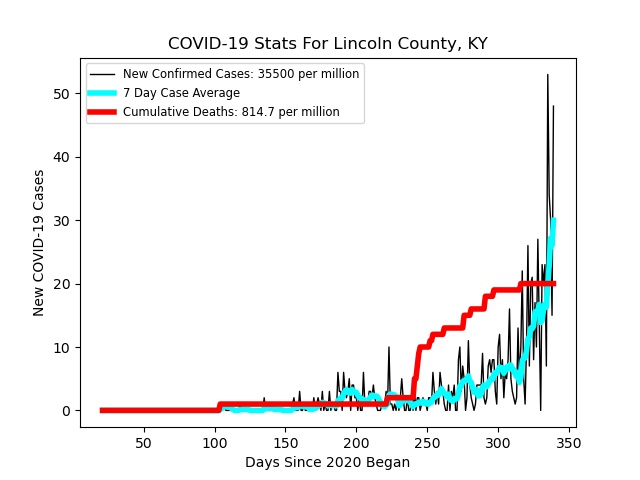 COVID-19 Stats For Lincoln County, KY
New Confirmed Cases: 35500 per million
7 Day Case Average
Cumulative Deaths: 814.7 per million
New COVID-19 Cases
50
40
30
20
10
0
50 100 150 200 250 300 350
Days Since 2020 Began